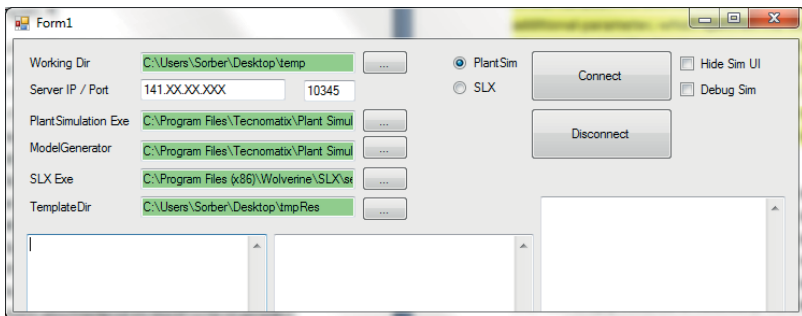 Form1
Working Dir C:\Users\Sorber\Desktop\temp ... PlantSim Connect Hide Sim UI
Server IP / Port 141.XX.XX.XXX 10345 SLX Debug Sim
PlantSimulation Exe C:\Program Files\Tecnomatix\Plant Simul ... Disconnect
ModelGenerator C:\Program Files\Tecnomatix\Plant Simul ...
SLX Exe C:\Program Files (x86)\Wolverine\SLX\se ...
TemplateDir C:\Users\Sorber\Desktop\tmpRes ...